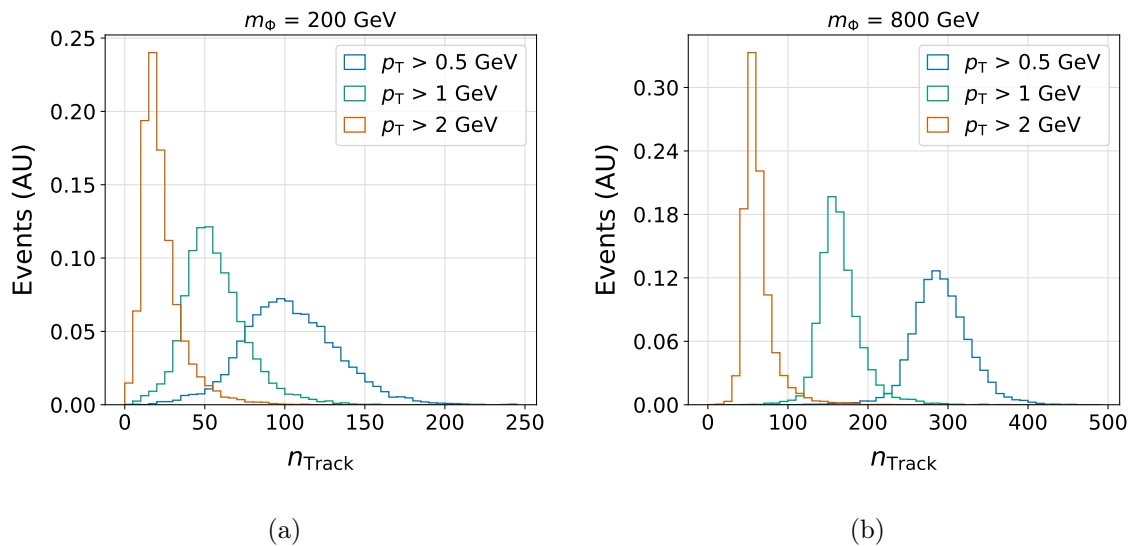 m_Φ = 200 GeV
0.25
0.20
0.15
0.10
0.05
0.00
Events (AU)
p_T > 0.5 GeV
p_T > 1 GeV
p_T > 2 GeV
0 50 100 150 200 250
n_Track
(a)
m_Φ = 800 GeV
0.30
0.24
0.18
0.12
0.06
0.00
Events (AU)
p_T > 0.5 GeV
p_T > 1 GeV
p_T > 2 GeV
0 100 200 300 400 500
n_Track
(b)